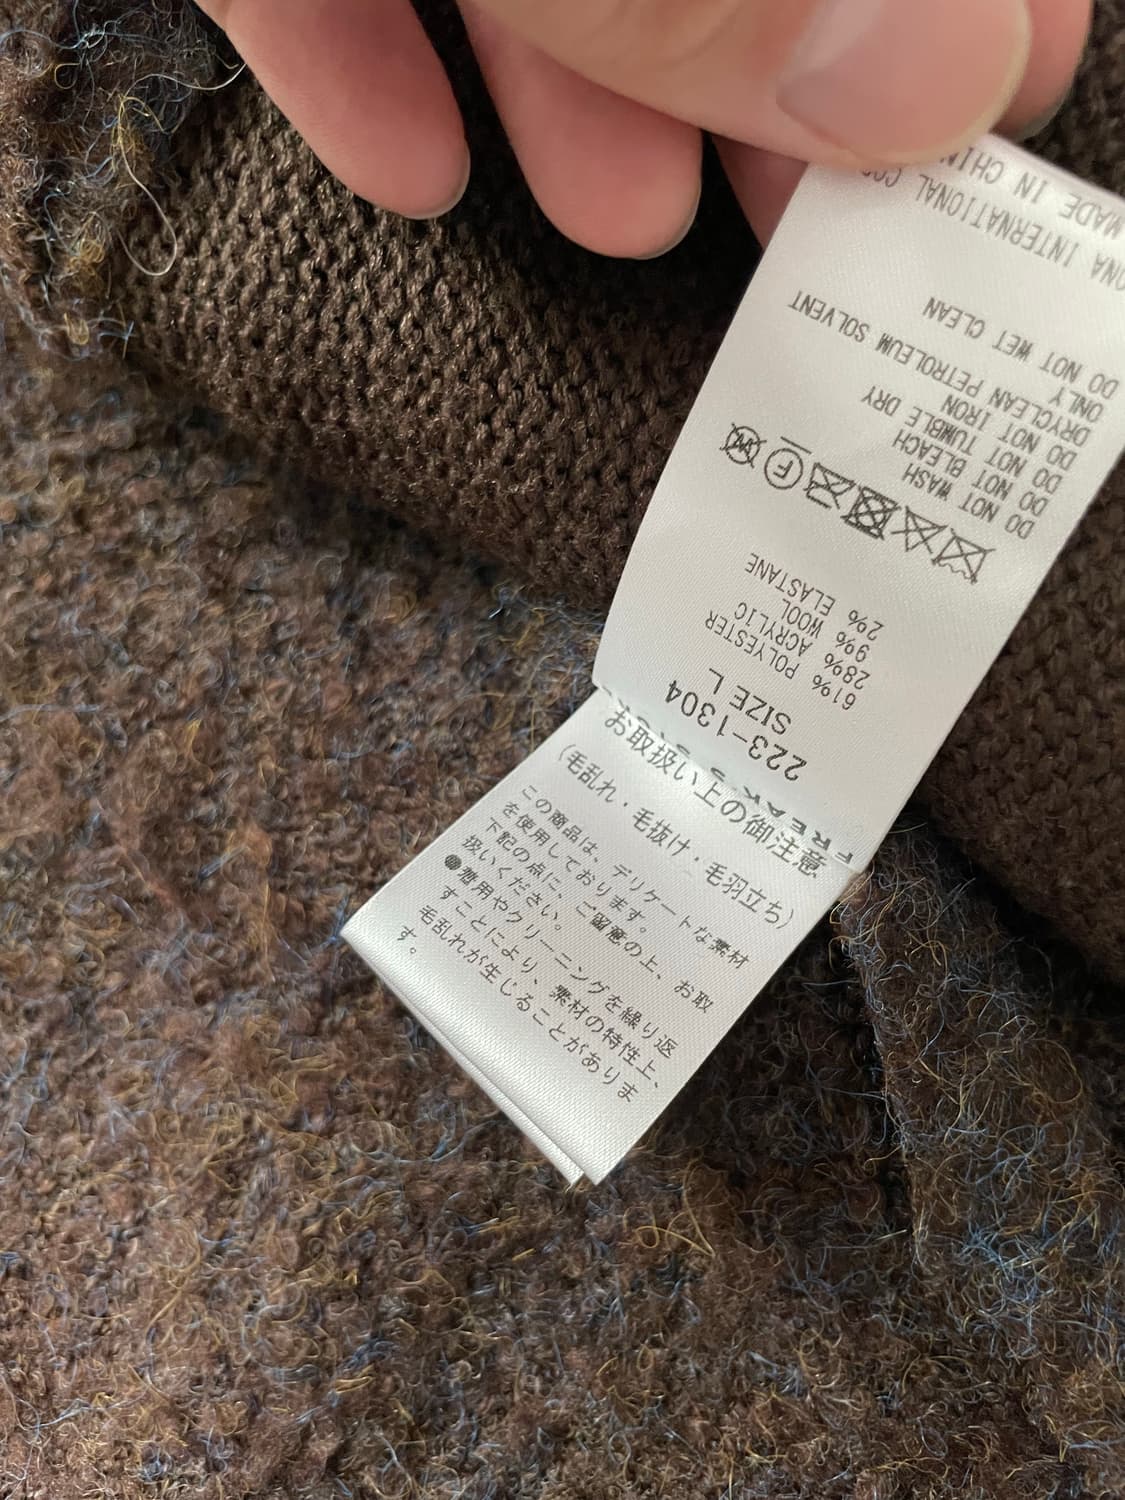 FREAK'S
223-1304
SIZE L
61% POLYESTER
28% ACRYLIC
9% WOOL
2% ELASTANE
F
W
DO NOT WASH
DO NOT BLEACH
DO NOT TUMBLE DRY
DO NOT IRON
DRYCLEAN PETROLEUM SOLVENT
ONLY
DO NOT WET CLEAN
INTERNATIONAL
MADE IN
取扱い上の御注意
(毛乱れ・毛抜け・毛羽立ち)
この商品は、デリケートな素材
を使用しております。
下記の点に、ご留意の上、お取
扱いください。
●着用やクリーニングを繰り返
すことにより、素材の特性上、
毛乱れが生じることがありま
す。